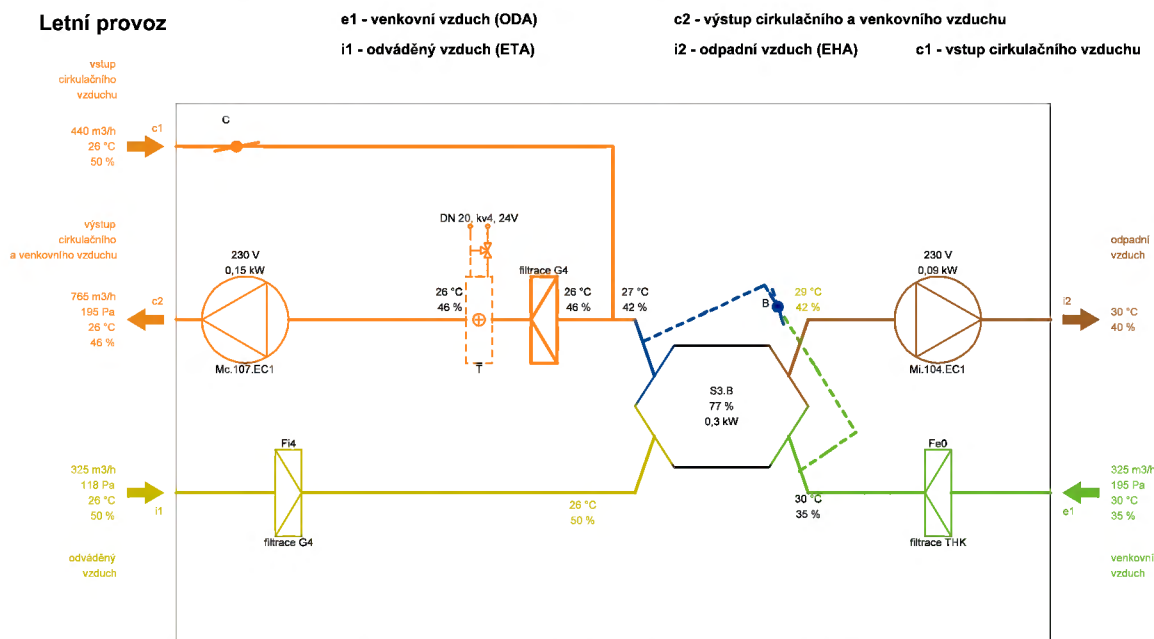 Letní provoz
e1 - venkovní vzduch (ODA)
c2 - výstup cirkulačního a venkovního vzduchu
i1 - odváděný vzduch (ETA)
i2 - odpadní vzduch (EHA)
c1 - vstup cirkulačního vzduchu
vstup
cirkulačního
vzduchu
c1
440 m3/h
26 °C
50 %
C
výstup
cirkulačního
a venkovního vzduchu
c2
765 m3/h
195 Pa
26 °C
46 %
230 V
0,15 kW
Mc.107.EC1
DN 20, kv4, 24V
26 °C
46 %
T
filtrace G4
26 °C
46 %
27 °C
42 %
B
29 °C
42 %
230 V
0,09 kW
Mi.104.EC1
odpadní
vzduch
i2
30 °C
40 %
S3.B
77 %
0,3 kW
325 m3/h
118 Pa
26 °C
50 %
i1
odváděný
vzduch
Fi4
filtrace G4
26 °C
50 %
30 °C
35 %
Fe0
filtrace THK
325 m3/h
195 Pa
30 °C
35 %
e1
venkovní
vzduch